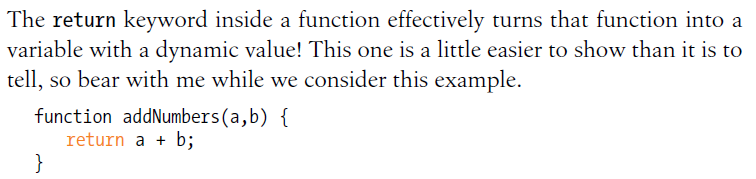 The return keyword inside a function effectively turns that function into a
variable with a dynamic value! This one is a little easier to show than it is to
tell, so bear with me while we consider this example.
function addNumbers(a,b) {
return a + b;
}